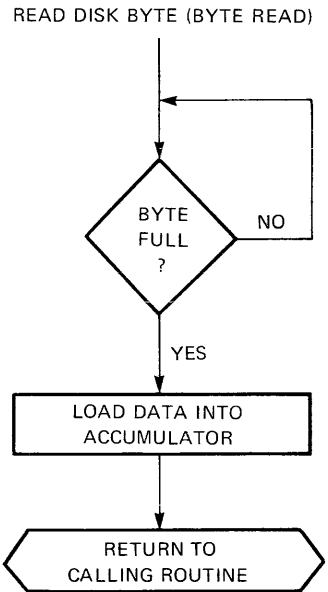 READ DISK BYTE (BYTE READ)
BYTE
FULL
?
NO
YES
LOAD DATA INTO
ACCUMULATOR
RETURN TO
CALLING ROUTINE